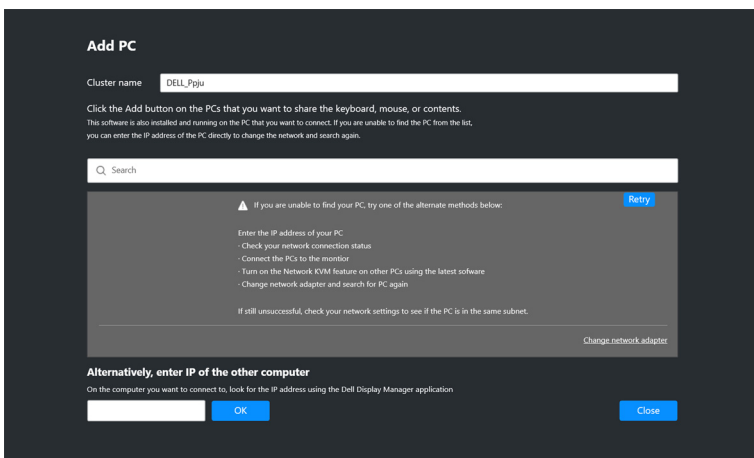 Add PC
Cluster name
DELL_Ppju
Click the Add button on the PCs that you want to share the keyboard, mouse, or contents.
This software is also installed and running on the PC that you want to connect. If you are unable to find the PC from the list,
you can enter the IP address of the PC directly to change the network and search again.
Search
If you are unable to find your PC, try one of the alternate methods below:
Retry
Enter the IP address of your PC
· Check your network connection status
· Connect the PCs to the montior
· Turn on the Network KVM feature on other PCs using the latest sofware
· Change network adapter and search for PC again
If still unsuccessful, check your network settings to see if the PC is in the same subnet.
Change network adapter
Alternatively, enter IP of the other computer
On the computer you want to connect to, look for the IP address using the Dell Display Manager application
OK
Close